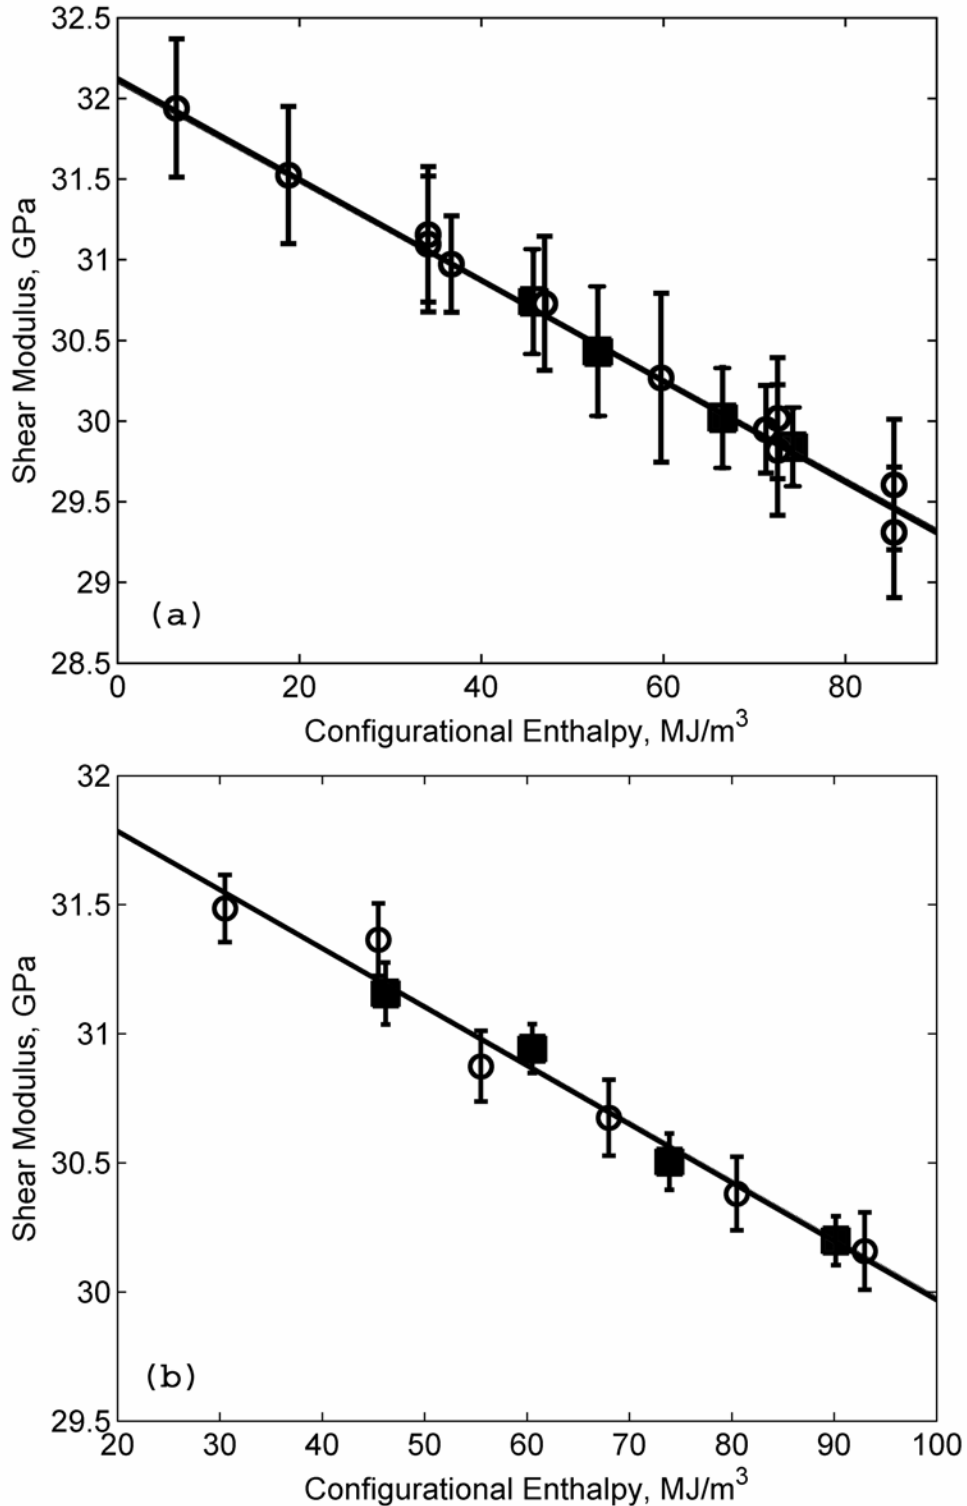 32.5
32
31.5
31
30.5
30
29.5
29
28.5
Shear Modulus, GPa
(a)
0 20 40 60 80
Configurational Enthalpy, MJ/m³
32
31.5
31
30.5
30
29.5
Shear Modulus, GPa
(b)
20 30 40 50 60 70 80 90 100
Configurational Enthalpy, MJ/m³